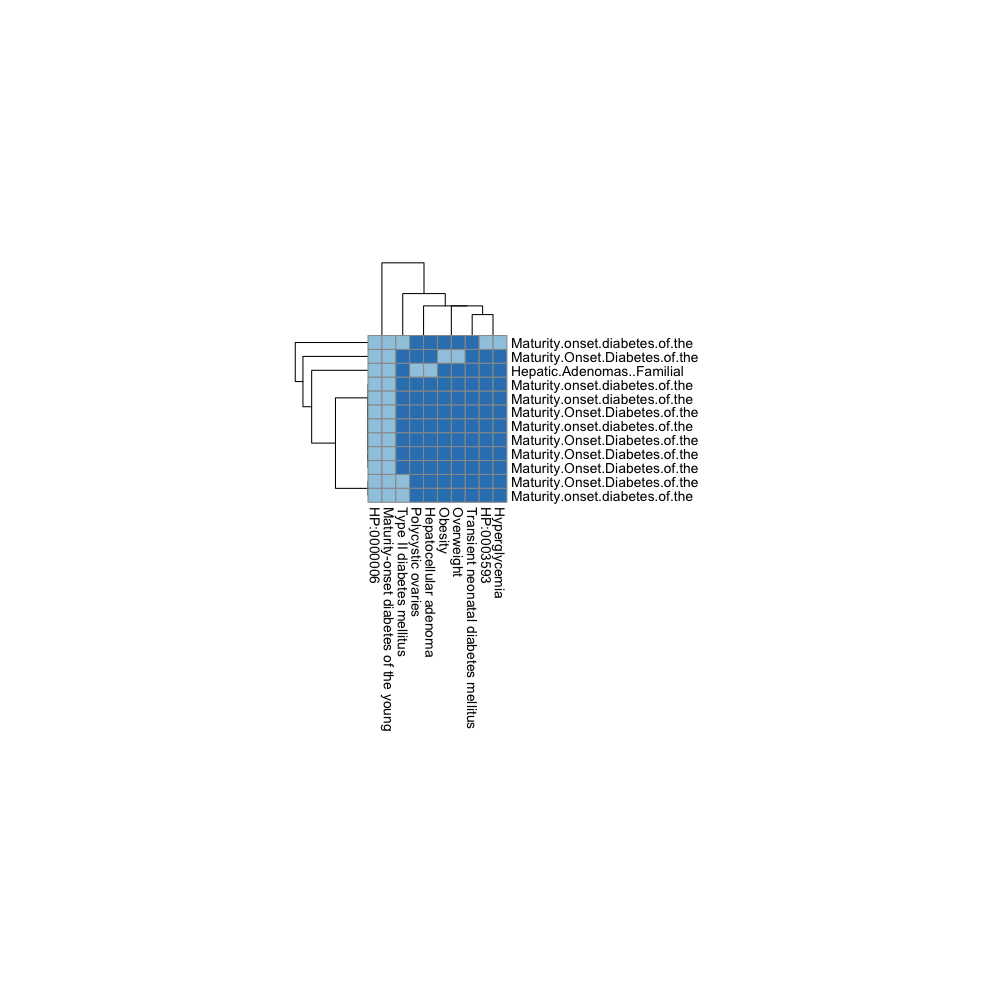 Maturity.onset.diabetes.of.the
Maturity.Onset.Diabetes.of.the
Hepatic.Adenomas..Familial
Maturity.onset.diabetes.of.the
Maturity.onset.diabetes.of.the
Maturity.Onset.Diabetes.of.the
Maturity.onset.diabetes.of.the
Maturity.Onset.Diabetes.of.the
Maturity.Onset.Diabetes.of.the
Maturity.Onset.Diabetes.of.the
Maturity.Onset.Diabetes.of.the
Maturity.onset.diabetes.of.the
HP:0000006
Maturity-onset diabetes of the young
Type II diabetes mellitus
Polycystic ovaries
Hepatocellular adenoma
Obesity
Overweight
Transient neonatal diabetes mellitus
HP:0003593
Hyperglycemia